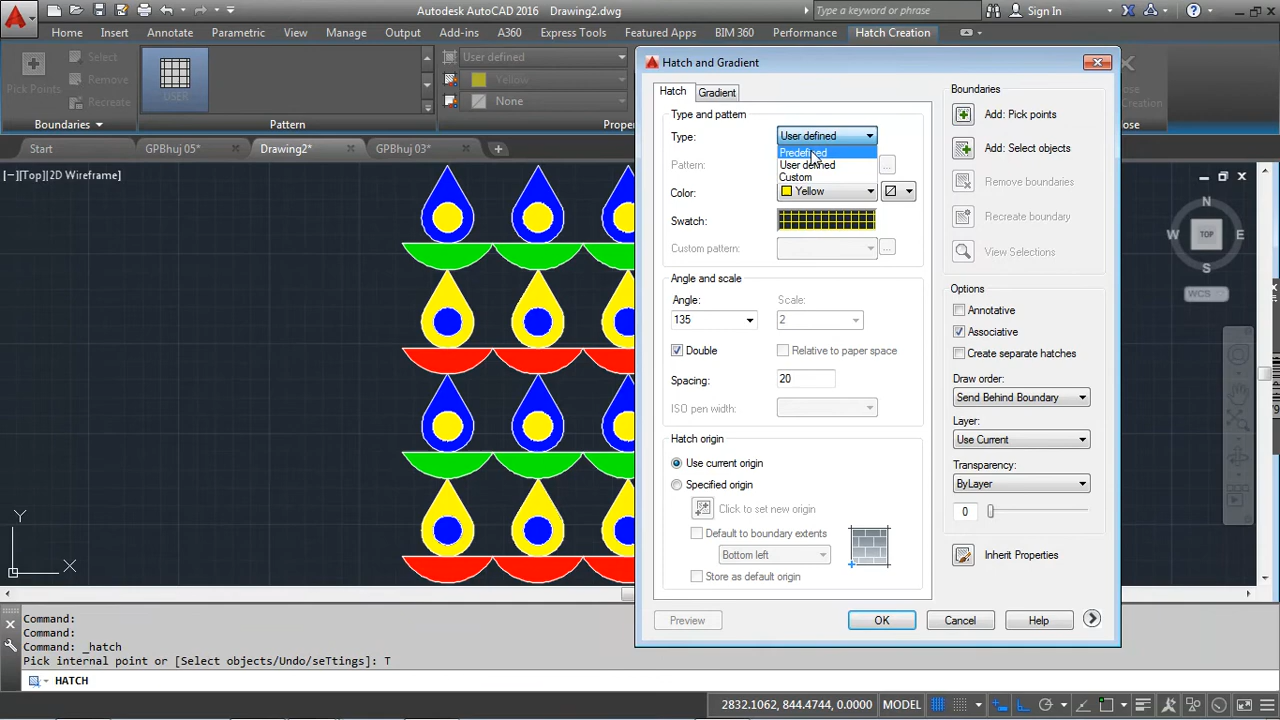 Autodesk AutoCAD 2016 Drawing2.dwg
Type a keyword or phrase
Sign In
Home Insert Annotate Parametric View Manage Output Add-ins A360 Express Tools Featured Apps BIM 360 Performance Hatch Creation
Pick Points
Select
Remove
Recreate
Boundaries
USER
Pattern
User defined
Yellow
None
Start
Drawing2*
GPBhuj 05*
GPBhuj 03*
[−][Top][2D Wireframe]
Hatch and Gradient
Hatch
Gradient
Type and pattern
Type:
User defined
Predefined
User defined
Custom
Pattern:
Color:
Yellow
Swatch:
Custom pattern:
Angle and scale
Angle:
Scale:
135
2
Double
Relative to paper space
Spacing:
20
ISO pen width:
Hatch origin
Use current origin
Specified origin
Click to set new origin
Default to boundary extents
Bottom left
Store as default origin
Boundaries
Add: Pick points
Add: Select objects
Remove boundaries
Recreate boundary
View Selections
Options
Annotative
Associative
Create separate hatches
Draw order:
Send Behind Boundary
Layer:
Use Current
Transparency:
ByLayer
0
Inherit Properties
Preview
OK
Cancel
Help
N
W
TOP
E
S
WCS
Y
X
Command:
Command:
Command: _hatch
Pick internal point or [Select objects/Undo/seTtings]: T
HATCH
2832.1062, 844.4744, 0.0000
MODEL